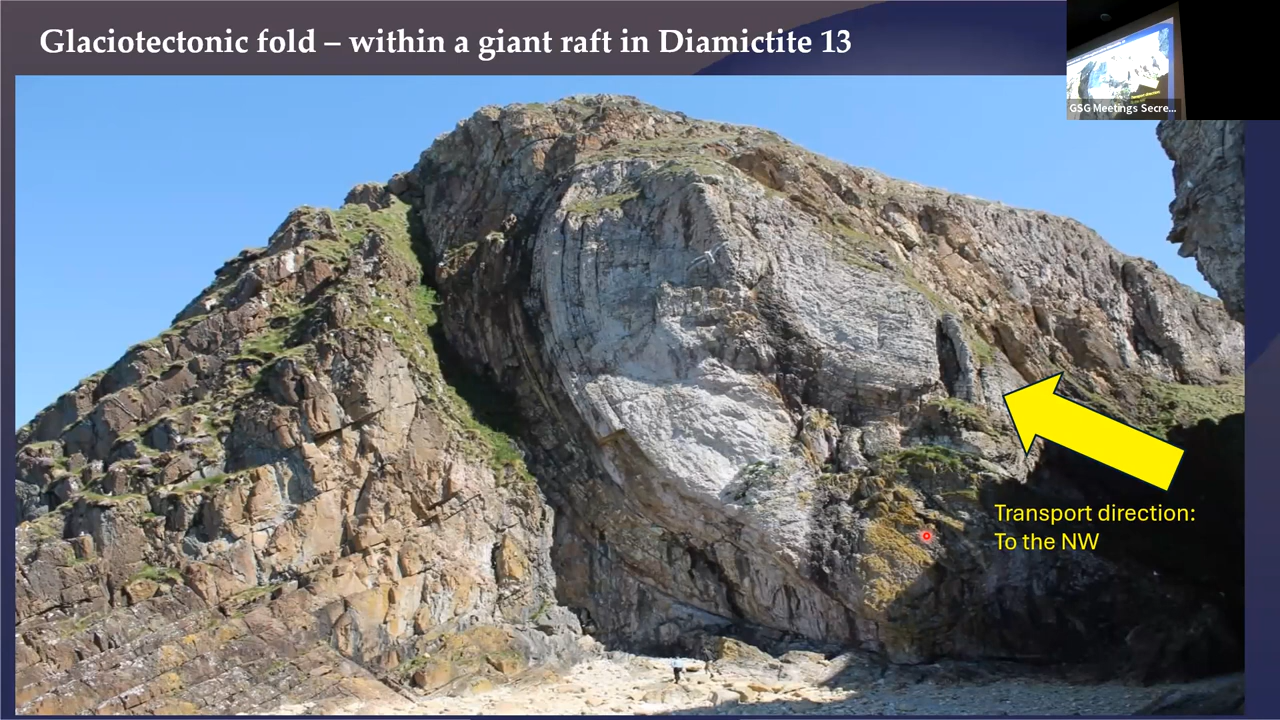 Glaciotectonic fold – within a giant raft in Diamictite 13
GSG Meetings Secre...
Transport direction:
To the NW